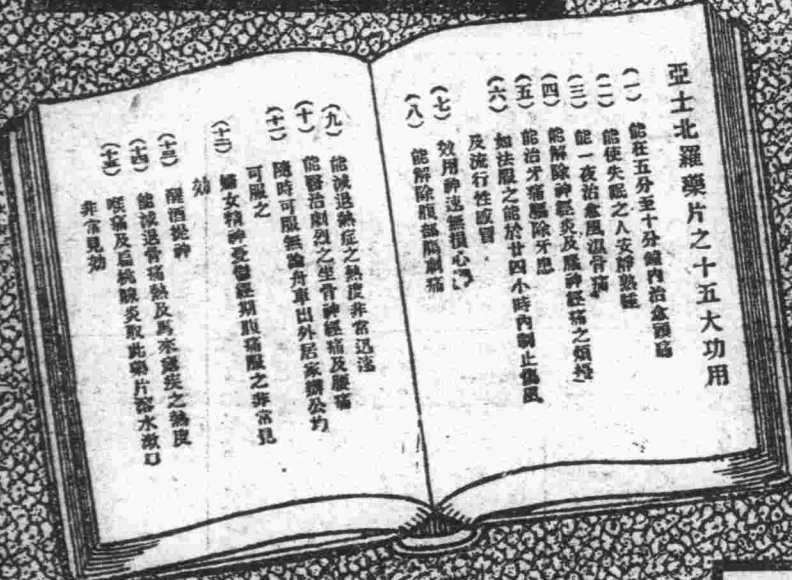 亞士北羅藥片之十五大功用
(一) 能在五分至十分鐘內治愈頭痛
(二) 能使失眠之人安靜熟睡
(三) 能一夜治愈風濕骨痛
(四) 能解除神經炎及腦神經痛之煩
(五) 能治牙痛驅除牙患
(六) 如法服之能於廿四小時內制止傷風
及流行性感冒
(七) 效用神速無損心
(八) 能解除頭部陣痛
(九) 能減退熱症之熱度非常迅速
(十) 能醫治劇烈之坐骨神經痛及腰痛
(十一) 隨時可服無論舟車出外居家辦公均
可服之
(十二) 婦女精神憂鬱經期腹痛服之非常見
効
(十三) 醒酒提神
(十四) 能減退骨痛熱及馬來瘧疾之熱度
(十五) 喉痛及扁桃腺炎取此藥片溶水漱口
非常見効